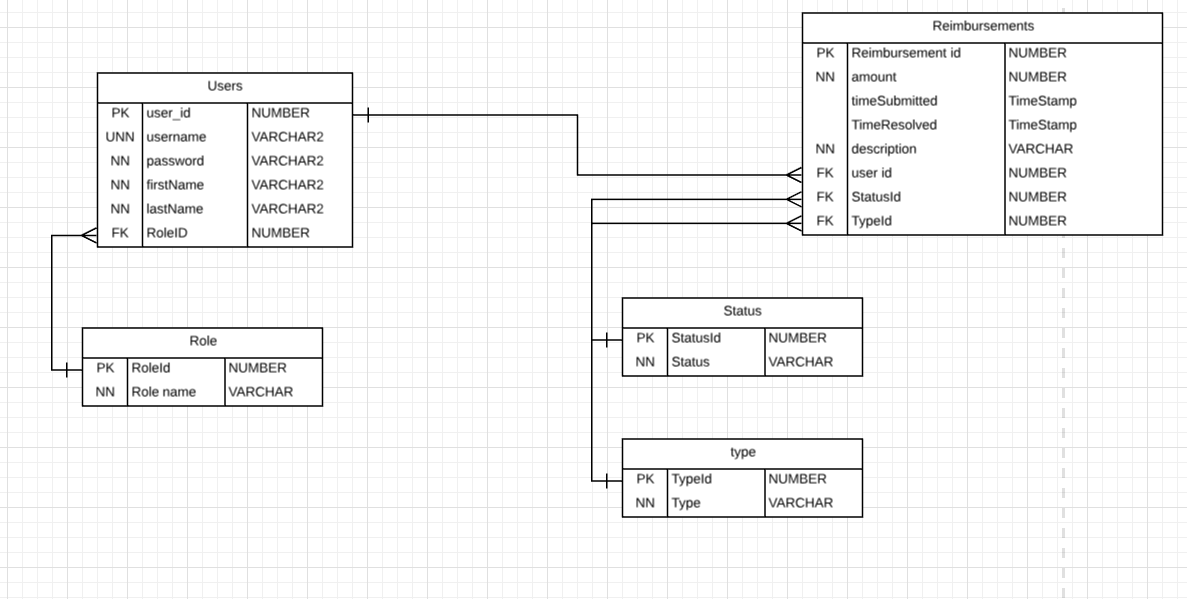 Reimbursements
PK Reimbursement id NUMBER
NN amount NUMBER
timeSubmitted TimeStamp
TimeResolved TimeStamp
NN description VARCHAR
FK user id NUMBER
FK StatusId NUMBER
FK TypeId NUMBER
Users
PK user_id NUMBER
UNN username VARCHAR2
NN password VARCHAR2
NN firstName VARCHAR2
NN lastName VARCHAR2
FK RoleID NUMBER
Status
PK StatusId NUMBER
NN Status VARCHAR
Role
PK RoleId NUMBER
NN Role name VARCHAR
type
PK TypeId NUMBER
NN Type VARCHAR